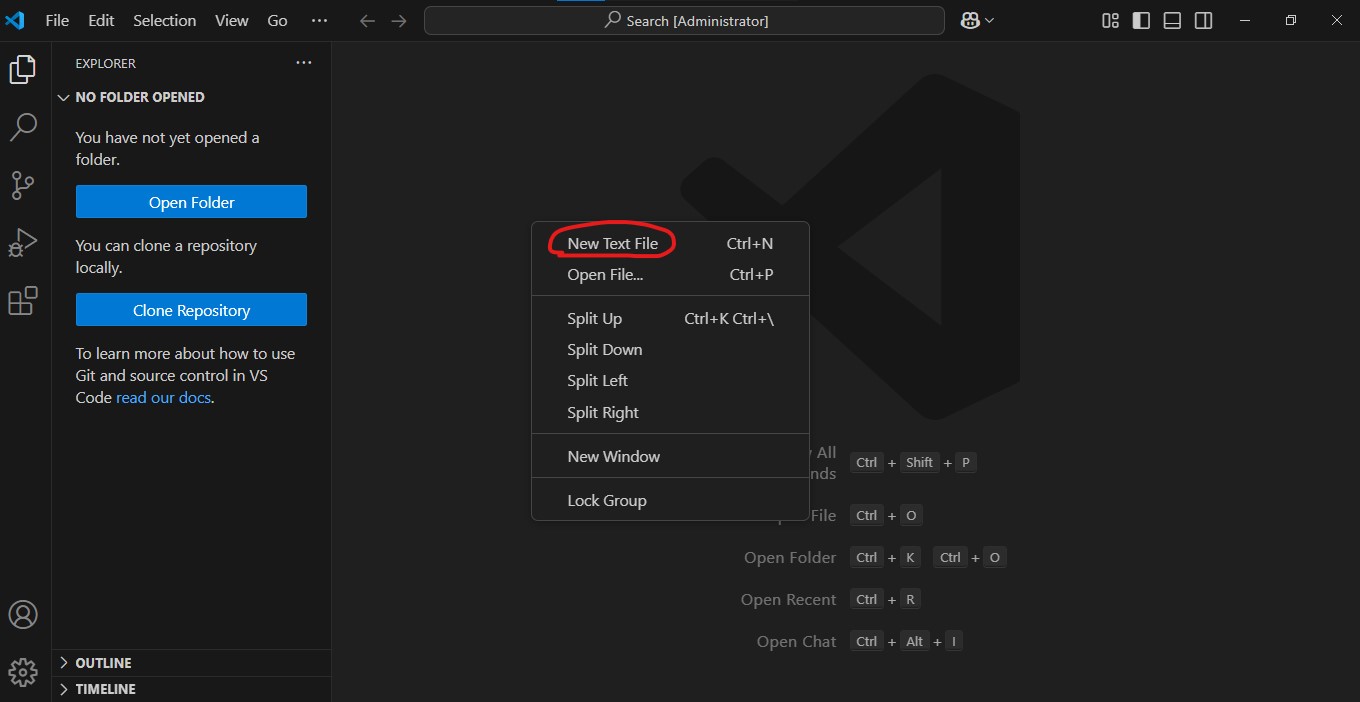 File Edit Selection View Go ···
Search [Administrator]
EXPLORER
NO FOLDER OPENED
You have not yet opened a
folder.
Open Folder
You can clone a repository
locally.
Clone Repository
To learn more about how to use
Git and source control in VS
Code read our docs.
OUTLINE
TIMELINE
New Text File Ctrl+N
Open File... Ctrl+P
Split Up Ctrl+K Ctrl+\
Split Down
Split Left
Split Right
New Window
Lock Group
All Ctrl + Shift + P
nds
File Ctrl + O
Open Folder Ctrl + K Ctrl + O
Open Recent Ctrl + R
Open Chat Ctrl + Alt + I